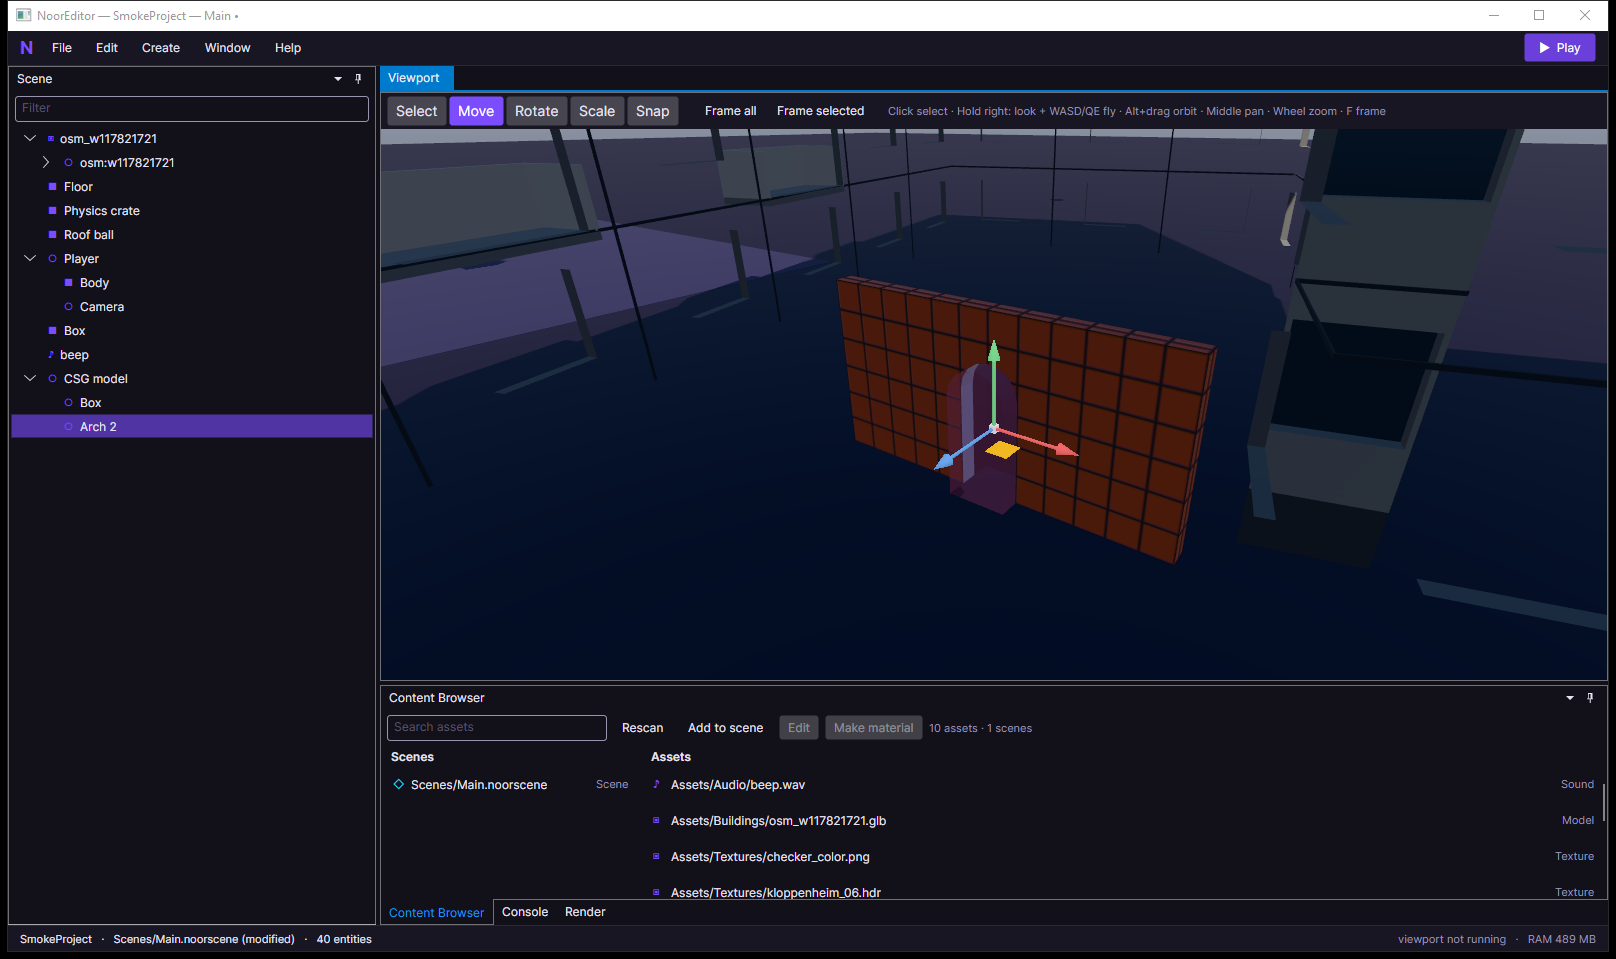 NoorEditor — SmokeProject — Main •
N File Edit Create Window Help
Play
Scene
Filter
osm_w117821721
osm:w117821721
Floor
Physics crate
Roof ball
Player
Body
Camera
Box
beep
CSG model
Box
Arch 2
Viewport
Select Move Rotate Scale Snap Frame all Frame selected Click select · Hold right: look + WASD/QE fly · Alt+drag orbit · Middle pan · Wheel zoom · F frame
Content Browser
Search assets Rescan Add to scene Edit Make material 10 assets · 1 scenes
Scenes
Scenes/Main.noorscene Scene
Assets
Assets/Audio/beep.wav Sound
Assets/Buildings/osm_w117821721.glb Model
Assets/Textures/checker_color.png Texture
Assets/Textures/kloppenheim_06.hdr Texture
Content Browser Console Render
SmokeProject · Scenes/Main.noorscene (modified) · 40 entities
viewport not running · RAM 489 MB